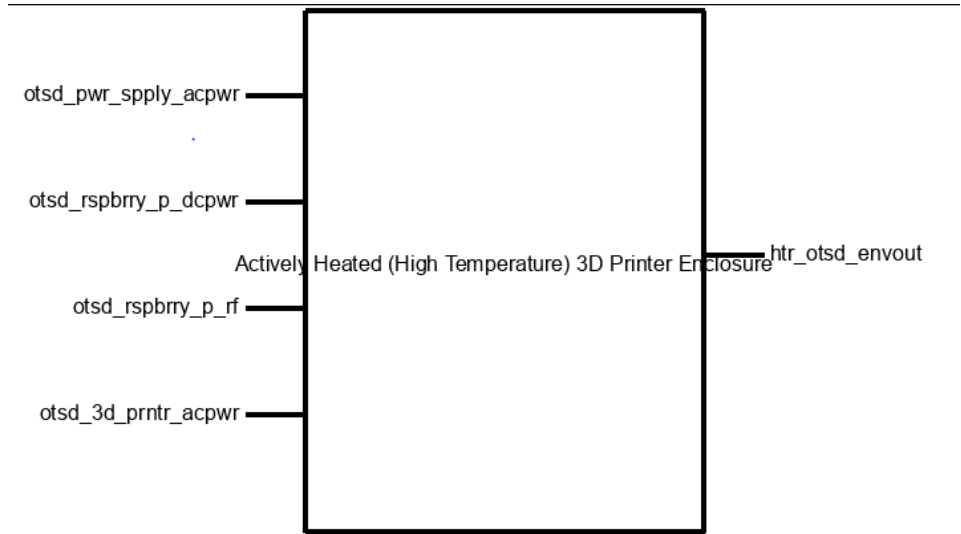 otsd_pwr_spply_acpwr
otsd_rspbrry_p_dcpwr
Actively Heated (High Temperature) 3D Printer Enclosure
htr_otsd_envout
otsd_rspbrry_p_rf
otsd_3d_prntr_acpwr